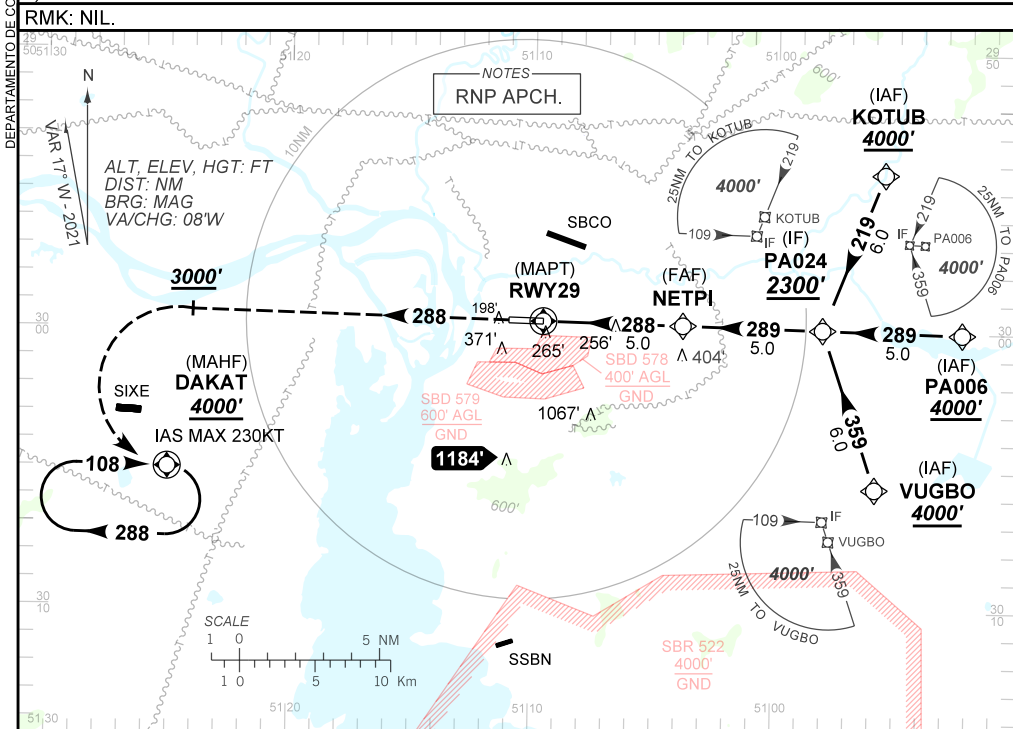 DEPARTAMENTO DE CO
RMK: NIL.
51 30
51 20
51 10
51 00
29
50
29
50
NOTES
RNP APCH.
N
VAR 17° W - 2021
ALT, ELEV, HGT: FT
DIST: NM
BRG: MAG
VA/CHG: 08'W
10NM
600'
(IAF)
KOTUB
4000'
25NM TO KOTUB
4000'
219
KOTUB
109
IF
219
6.0
25NM TO PA006
219
IF
PA006
4000'
359
SBCO
(IF)
PA024
2300'
3000'
(MAPT)
RWY29
(FAF)
NETPI
30
00
288
198'
371'
265'
256'
288
5.0
404'
289
5.0
289
5.0
00
(IAF)
PA006
4000'
SBD 578
400' AGL
GND
SBD 579
600' AGL
GND
1067'
1184'
600'
(MAHF)
DAKAT
4000'
SIXE
IAS MAX 230KT
108
288
359
6.0
(IAF)
VUGBO
4000'
109
IF
VUGBO
4000'
359
25NM TO VUGBO
30
10
30
10
SCALE
1 0 5 NM
1 0 5 10 Km
SSBN
SBR 522
4000'
GND
51 30
51 20
51 10
51 00